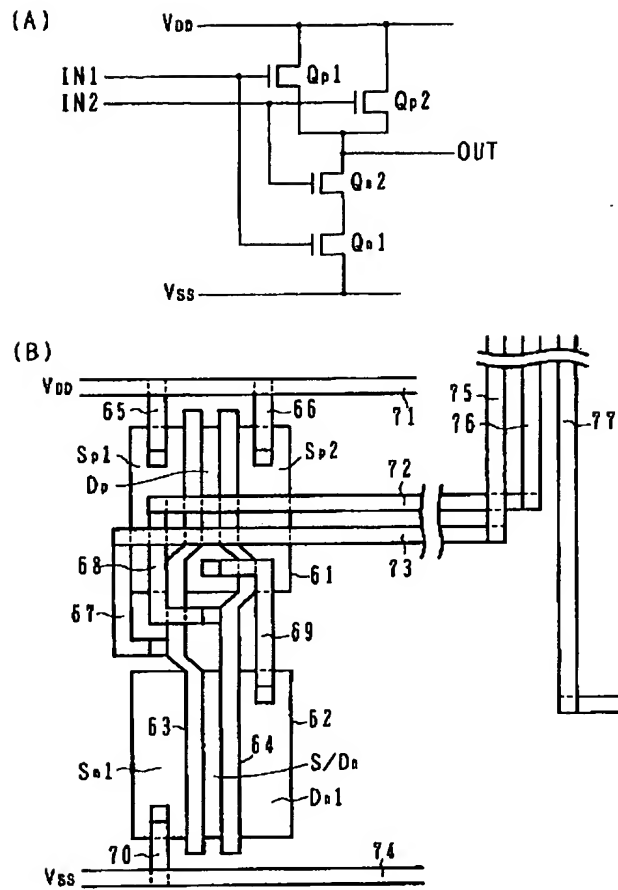 (A)
VDD
IN1
Qp1
IN2
Qp2
OUT
Qn2
Qn1
VSS
(B)
VDD
65
66
71
75
76
77
Sp1
Sp2
Dp
72
68
73
61
67
69
63
62
64
S/Dn
Sn1
Dn1
70
74
VSS